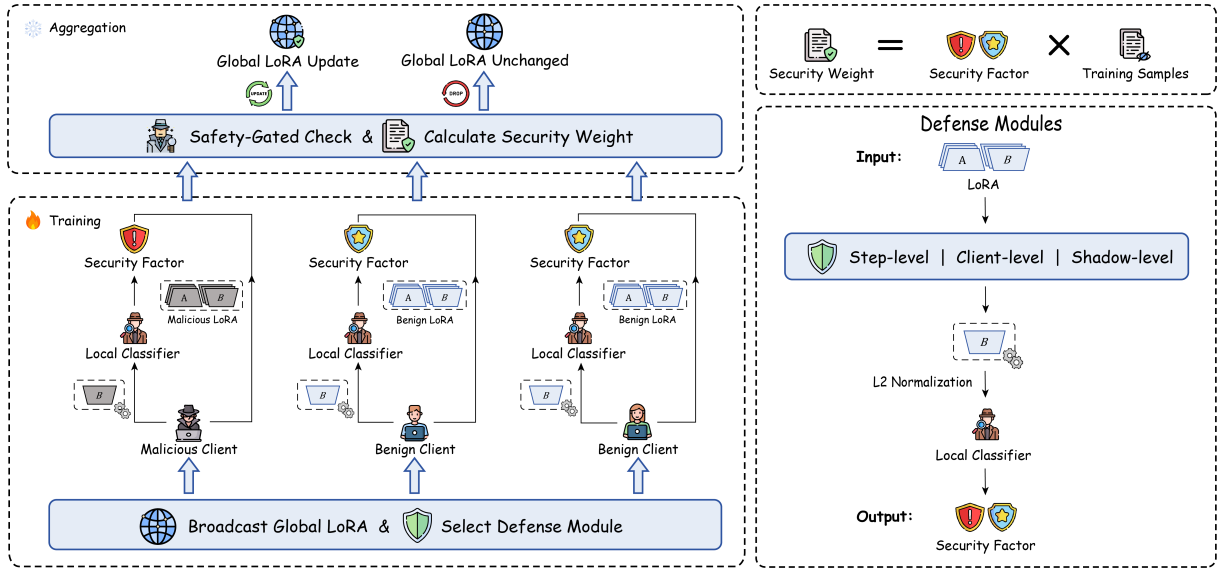 Aggregation
Global LoRA Update
Global LoRA Unchanged
UPDATE
DROP
Safety-Gated Check & Calculate Security Weight
Training
Security Factor
Security Factor
Security Factor
A B
A B
A B
Malicious LoRA
Benign LoRA
Benign LoRA
Local Classifier
Local Classifier
Local Classifier
B
B
B
Malicious Client
Benign Client
Benign Client
Broadcast Global LoRA & Select Defense Module
Security Weight = Security Factor × Training Samples
Defense Modules
Input:
A B
LoRA
Step-level | Client-level | Shadow-level
B
L2 Normalization
Local Classifier
Output:
Security Factor